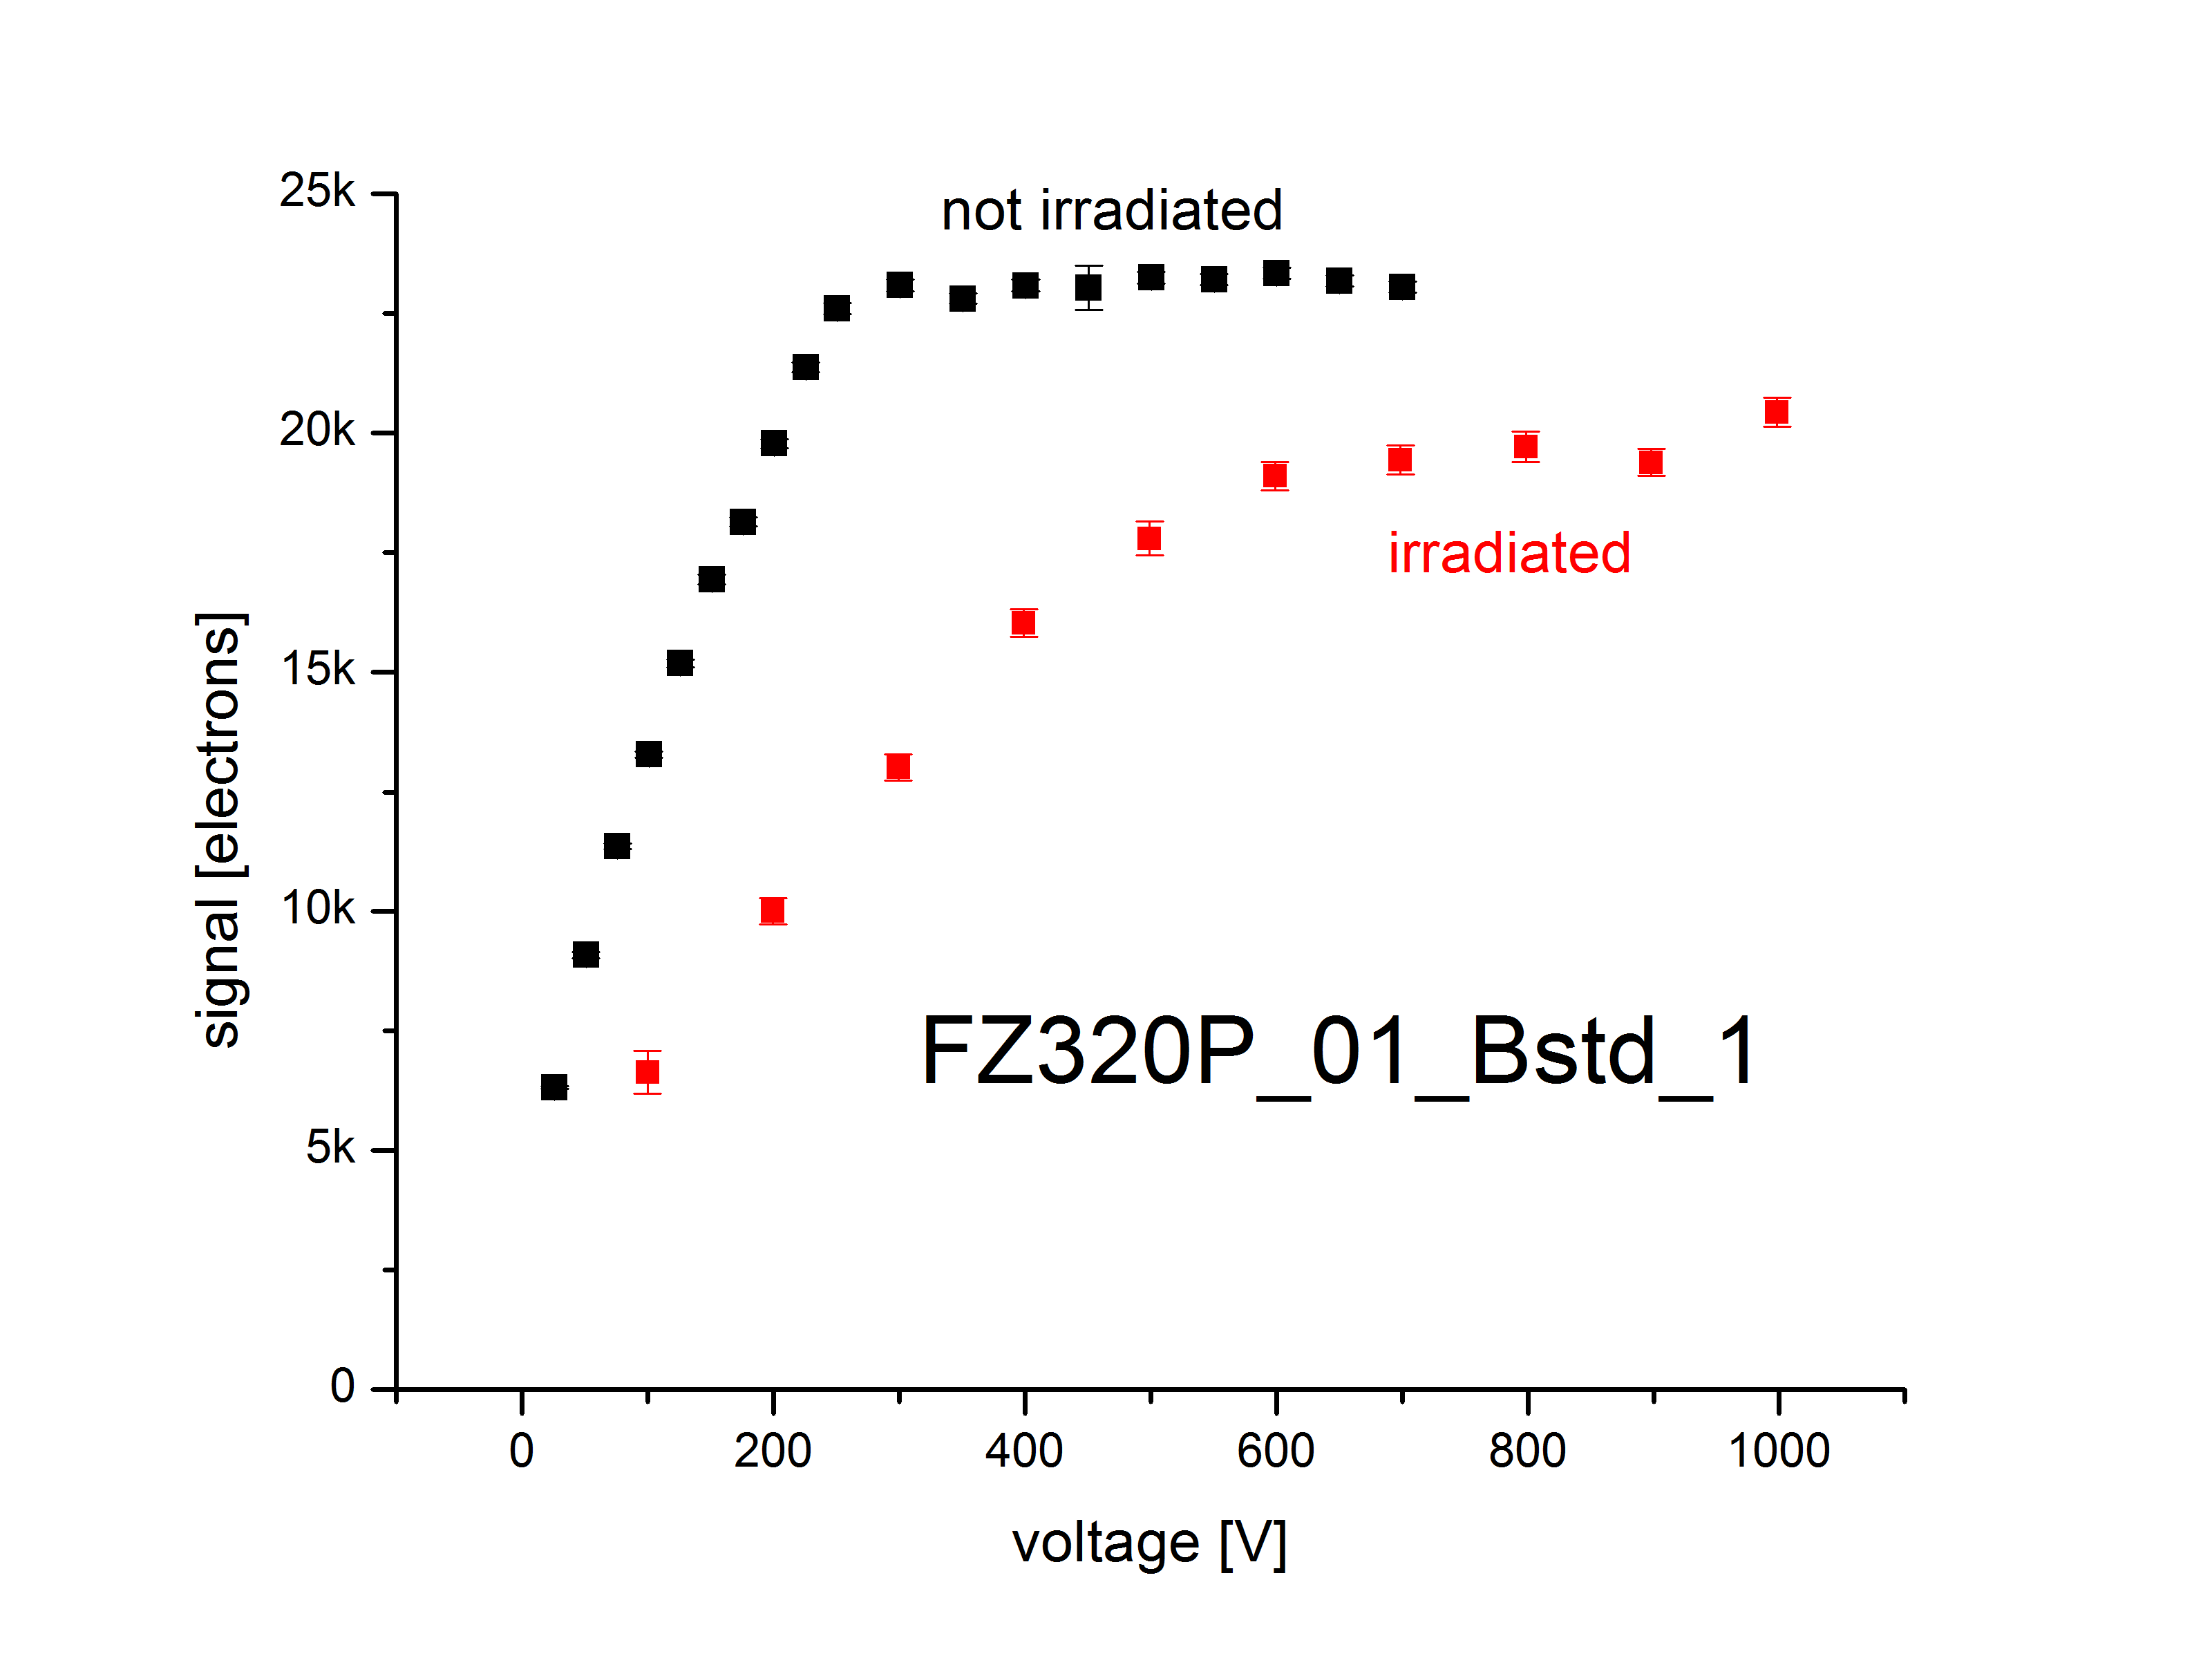 25k
not irradiated
20k
irradiated
15k
signal [electrons]
10k
FZ320P_01_Bstd_1
5k
0
0 200 400 600 800 1000
voltage [V]